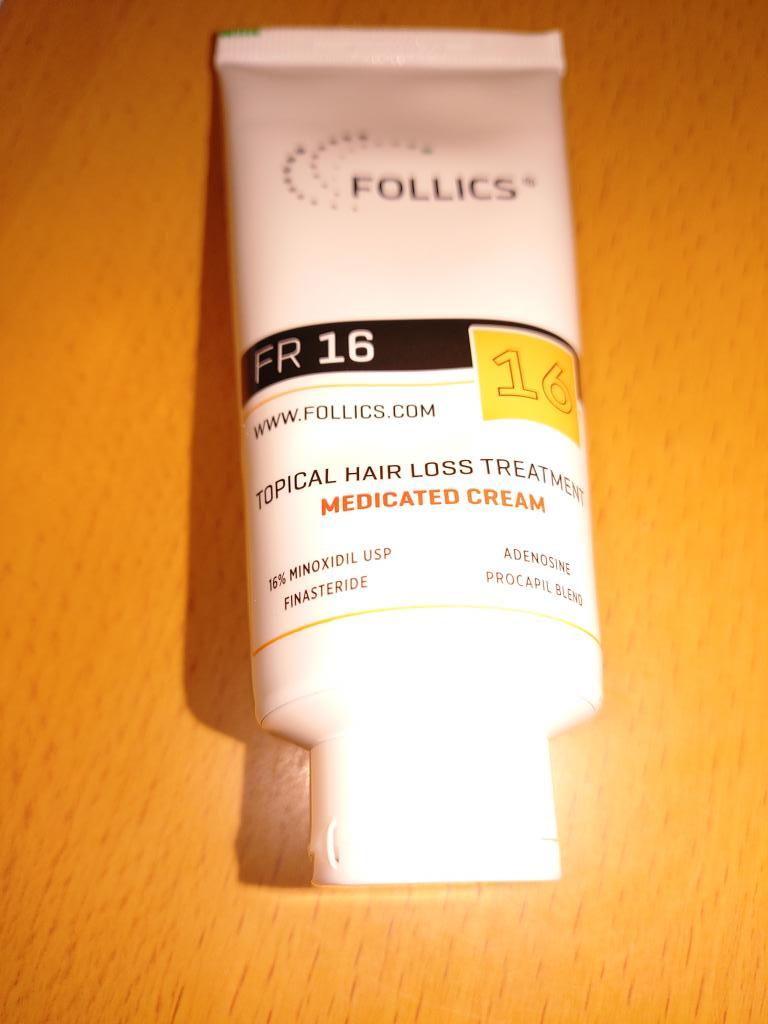 FOLLICS®
FR 16
16
WWW.FOLLICS.COM
TOPICAL HAIR LOSS TREATMENT
MEDICATED CREAM
16% MINOXIDIL USP
FINASTERIDE
ADENOSINE
PROCAPIL BLEND